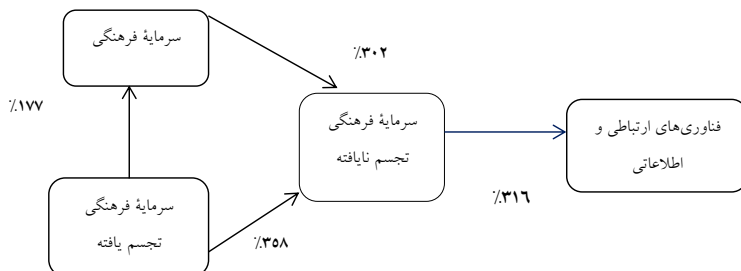 سرمایهٔ فرهنگی
٪۳۰۲
٪۱۷۷
سرمایهٔ فرهنگی
تجسم نایافته
فناوری‌های ارتباطی و
اطلاعاتی
٪۳۱۶
سرمایهٔ فرهنگی
تجسم یافته
٪۳۵۸